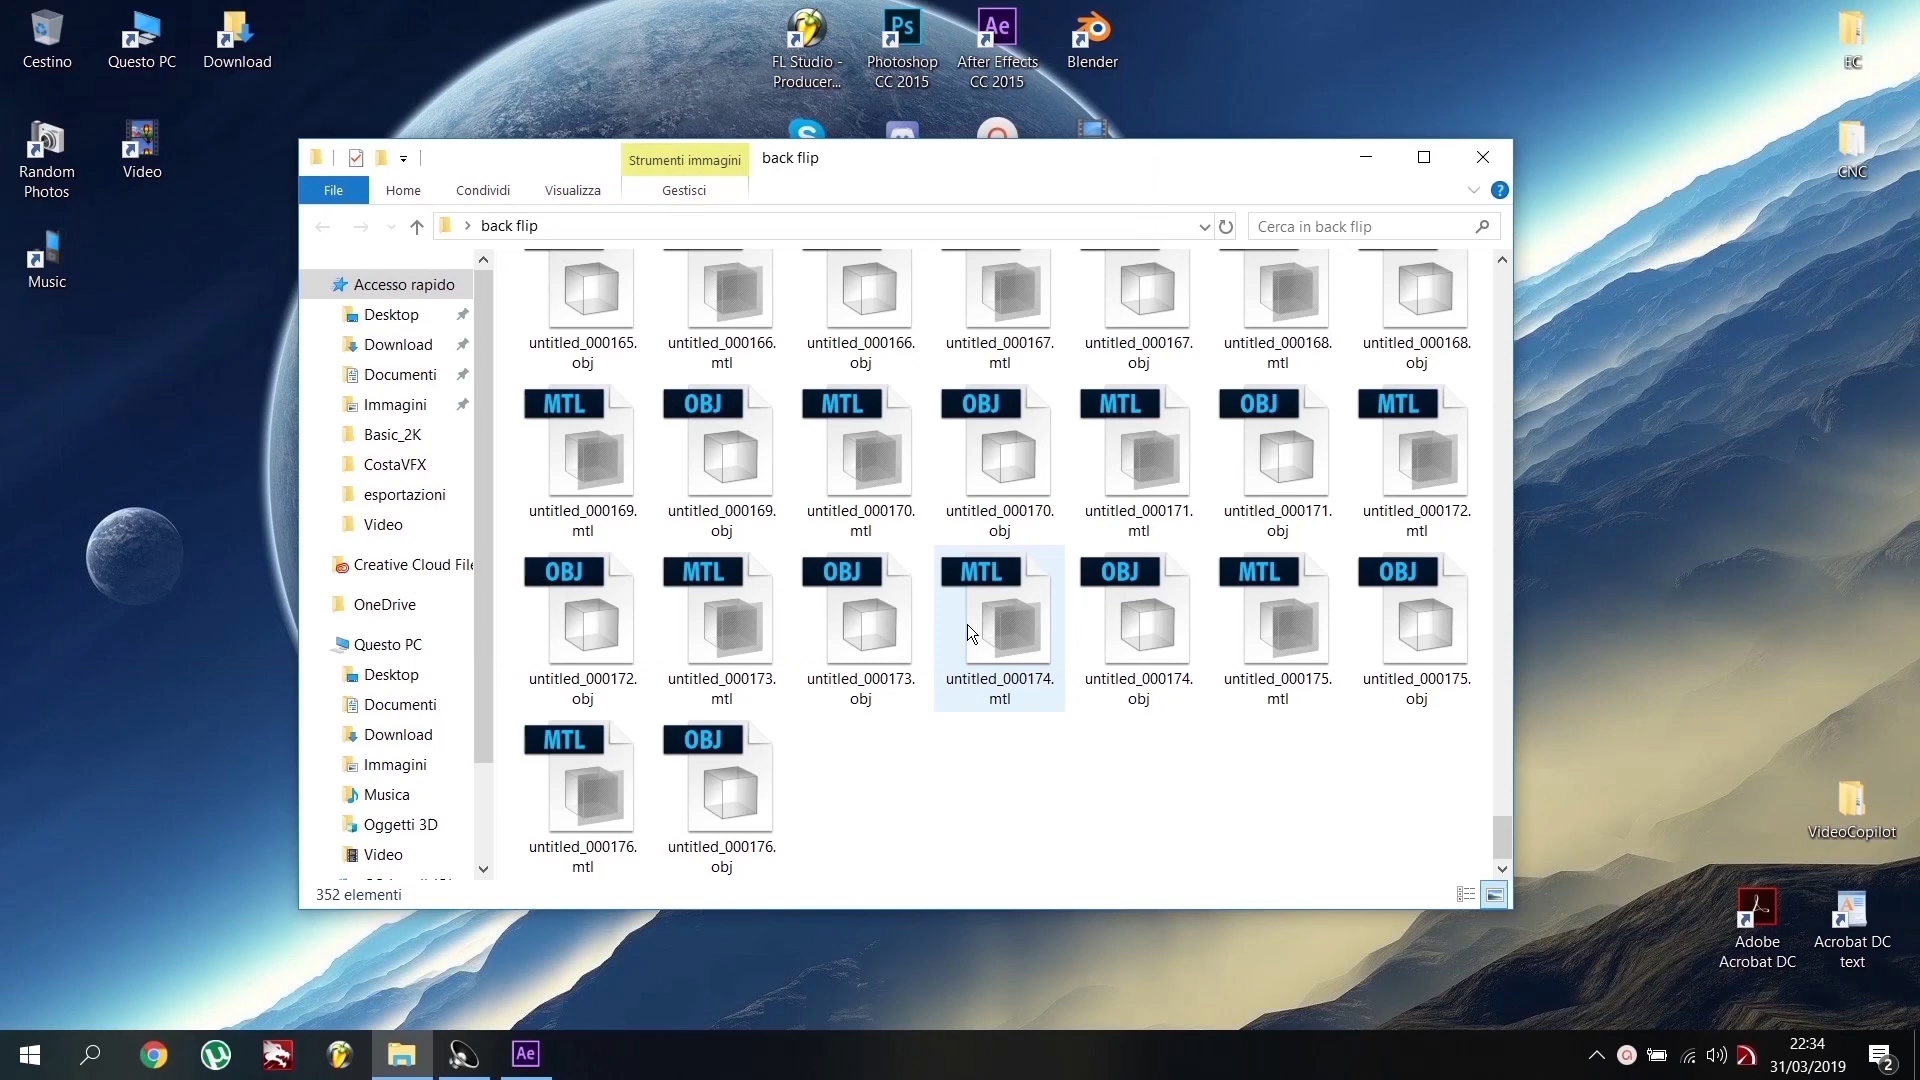 Cestino
Questo PC
Download
FL Studio -
Producer...
Ps
Photoshop
CC 2015
Ae
After Effects
CC 2015
Blender
EC
Random
Photos
Video
CNC
Music
Strumenti immagini
back flip
File
Home
Condividi
Visualizza
Gestisci
?
back flip
Cerca in back flip
Accesso rapido
Desktop
Download
Documenti
Immagini
Basic_2K
CostaVFX
esportazioni
Video
Creative Cloud File
OneDrive
Questo PC
Desktop
Documenti
Download
Immagini
Musica
Oggetti 3D
Video
untitled_000165.
obj
untitled_000166.
mtl
untitled_000166.
obj
untitled_000167.
mtl
untitled_000167.
obj
untitled_000168.
mtl
untitled_000168.
obj
MTL
untitled_000169.
mtl
OBJ
untitled_000169.
obj
MTL
untitled_000170.
mtl
OBJ
untitled_000170.
obj
MTL
untitled_000171.
mtl
OBJ
untitled_000171.
obj
MTL
untitled_000172.
mtl
OBJ
untitled_000172.
obj
MTL
untitled_000173.
mtl
OBJ
untitled_000173.
obj
MTL
untitled_000174.
mtl
OBJ
untitled_000174.
obj
MTL
untitled_000175.
mtl
OBJ
untitled_000175.
obj
MTL
untitled_000176.
mtl
OBJ
untitled_000176.
obj
352 elementi
VideoCopilot
Adobe
Acrobat DC
Acrobat DC
text
Ae
22:34
31/03/2019
2